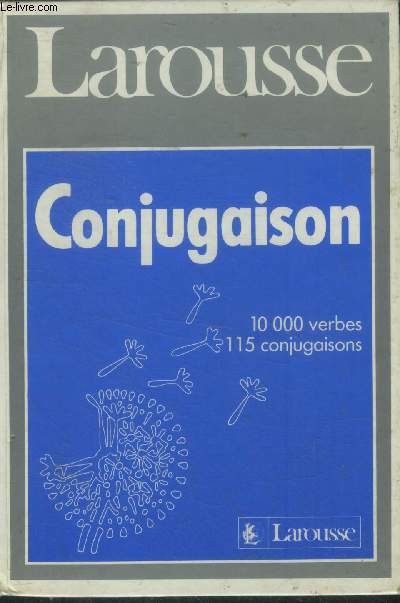 Le-livre.com
Larousse
Conjugaison
10 000 verbes
115 conjugaisons
Larousse